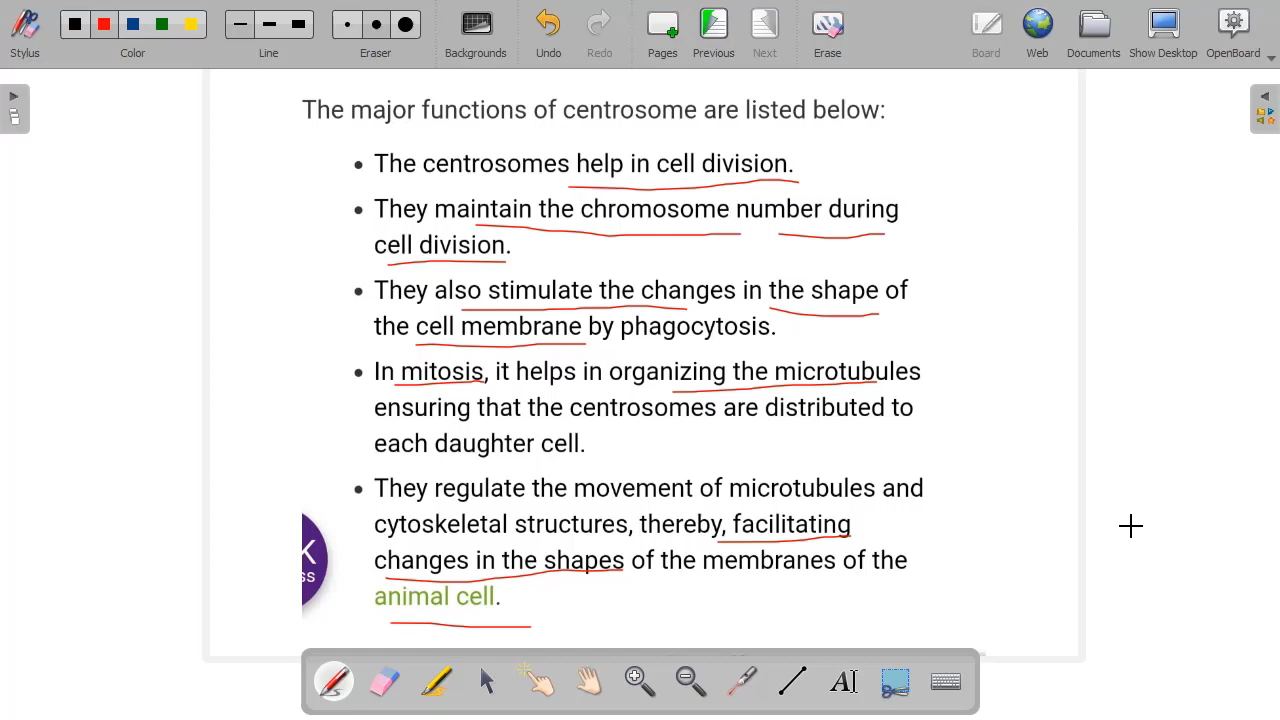 Stylus
Color
Line
Eraser
Backgrounds
Undo
Redo
Pages
Previous
Next
Erase
Board
Web
Documents
Show Desktop
OpenBoard
The major functions of centrosome are listed below:
• The centrosomes help in cell division.
• They maintain the chromosome number during
cell division.
• They also stimulate the changes in the shape of
the cell membrane by phagocytosis.
• In mitosis, it helps in organizing the microtubules
ensuring that the centrosomes are distributed to
each daughter cell.
• They regulate the movement of microtubules and
cytoskeletal structures, thereby, facilitating
changes in the shapes of the membranes of the
animal cell.
K
ss
AI